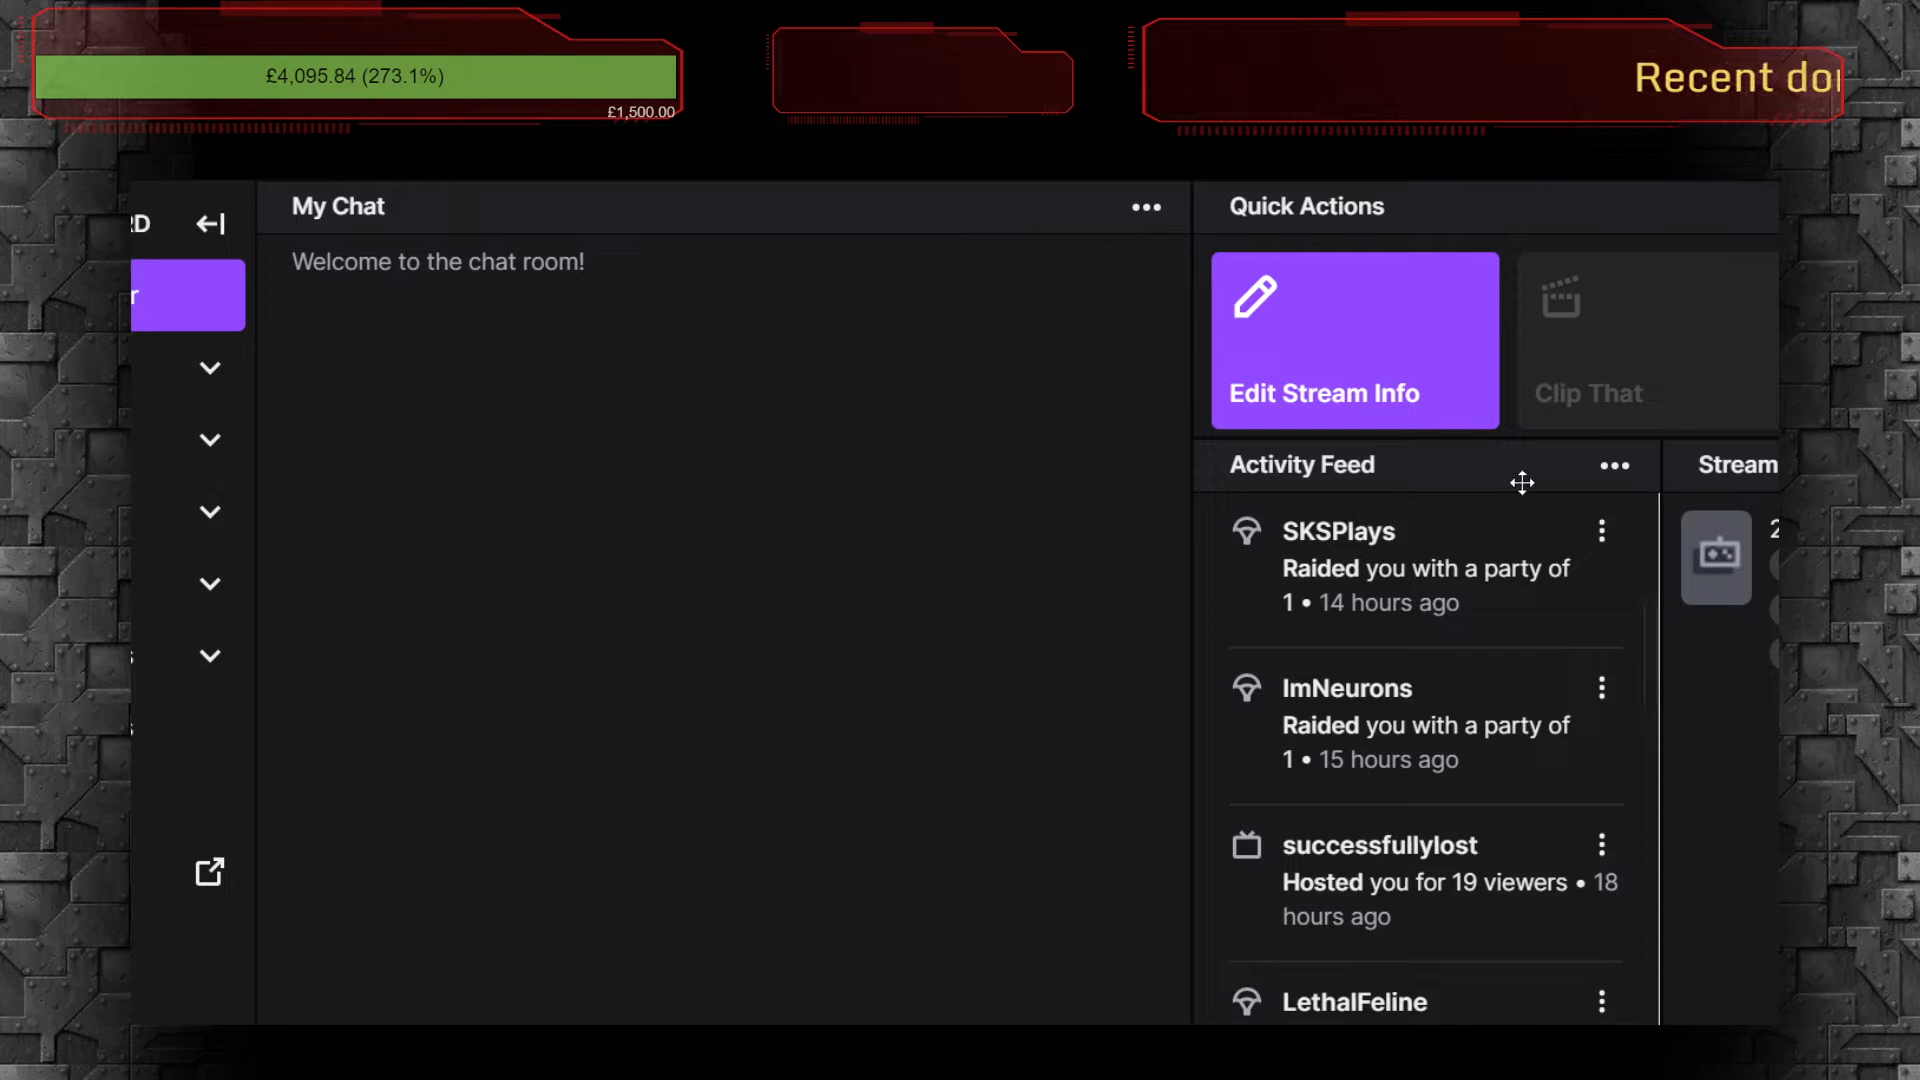 £4,095.84 (273.1%)
£1,500.00
Recent do
My Chat
Welcome to the chat room!
Quick Actions
Edit Stream Info
Clip That
Activity Feed
Stream
SKSPlays
Raided you with a party of
1 • 14 hours ago
ImNeurons
Raided you with a party of
1 • 15 hours ago
successfullylost
Hosted you for 19 viewers • 18
hours ago
LethalFeline